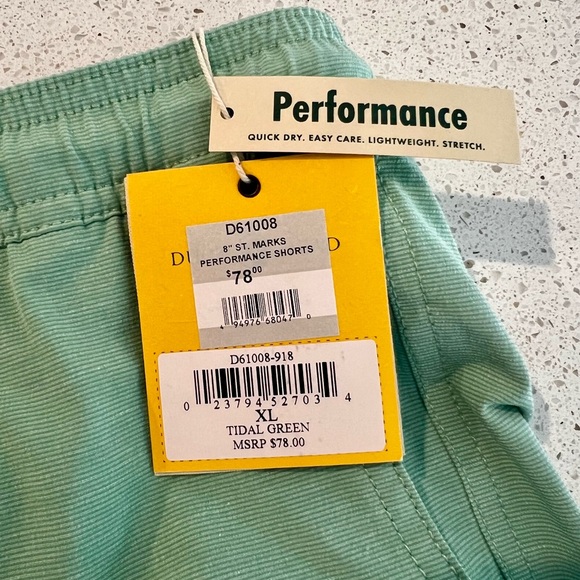 Performance
QUICK DRY. EASY CARE. LIGHTWEIGHT. STRETCH.
D61008
8" ST. MARKS
PERFORMANCE SHORTS
$78.00
4 94976 68047 0
D61008-918
0 23794 52703 4
XL
TIDAL GREEN
MSRP $78.00